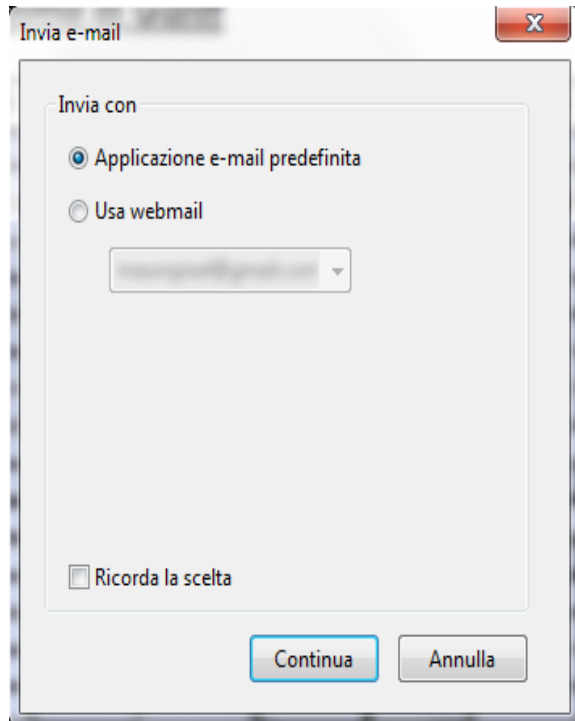 Invia e-mail
Invia con
Applicazione e-mail predefinita
Usa webmail
Ricorda la scelta
Continua
Annulla